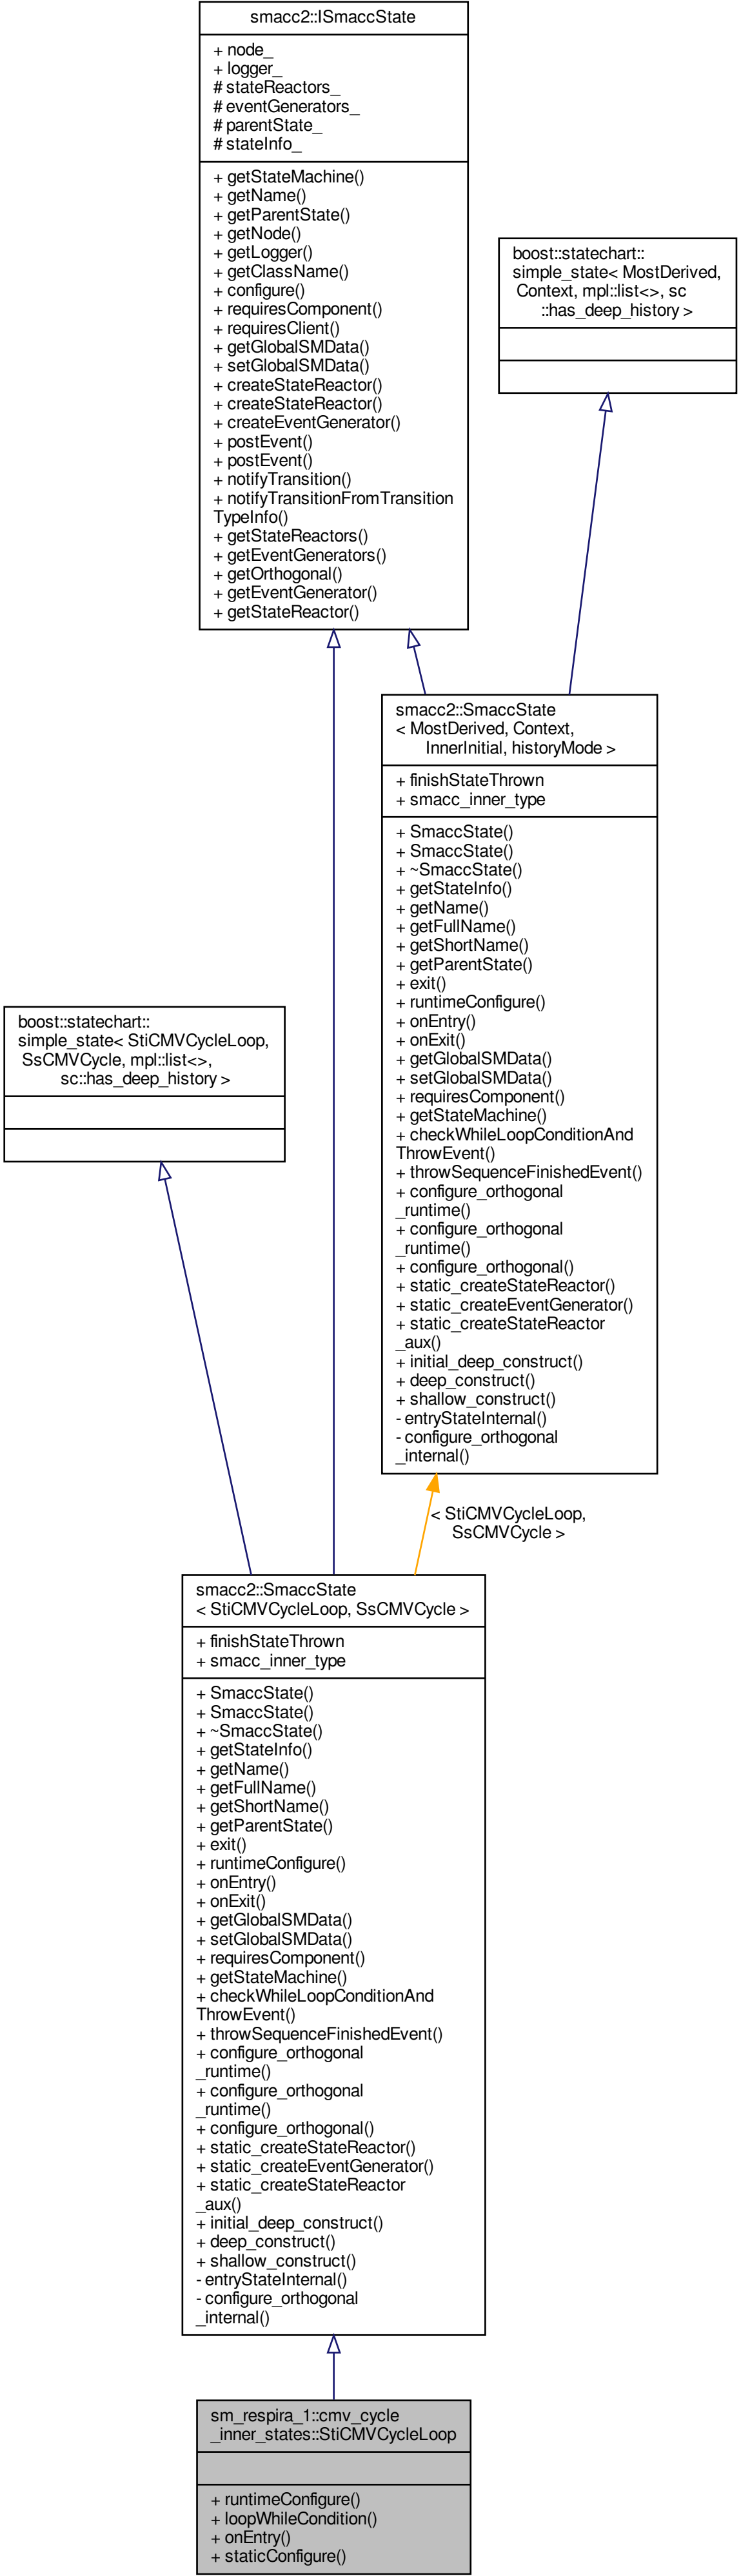 smacc2::ISmaccState
+ node_
+ logger_
# stateReactors_
# eventGenerators_
# parentState_
# stateInfo_
+ getStateMachine()
+ getName()
+ getParentState()
+ getNode()
+ getLogger()
+ getClassName()
+ configure()
+ requiresComponent()
+ requiresClient()
+ getGlobalSMData()
+ setGlobalSMData()
+ createStateReactor()
+ createStateReactor()
+ createEventGenerator()
+ postEvent()
+ postEvent()
+ notifyTransition()
+ notifyTransitionFromTransition
TypeInfo()
+ getStateReactors()
+ getEventGenerators()
+ getOrthogonal()
+ getEventGenerator()
+ getStateReactor()
boost::statechart::
simple_state< MostDerived,
Context, mpl::list<>, sc
::has_deep_history >
smacc2::SmaccState
< MostDerived, Context,
InnerInitial, historyMode >
+ finishStateThrown
+ smacc_inner_type
+ SmaccState()
+ SmaccState()
+ ~SmaccState()
+ getStateInfo()
+ getName()
+ getFullName()
+ getShortName()
+ getParentState()
+ exit()
+ runtimeConfigure()
+ onEntry()
+ onExit()
+ getGlobalSMData()
+ setGlobalSMData()
+ requiresComponent()
+ getStateMachine()
+ checkWhileLoopConditionAnd
ThrowEvent()
+ throwSequenceFinishedEvent()
+ configure_orthogonal
_runtime()
+ configure_orthogonal
_runtime()
+ configure_orthogonal()
+ static_createStateReactor()
+ static_createEventGenerator()
+ static_createStateReactor
_aux()
+ initial_deep_construct()
+ deep_construct()
+ shallow_construct()
- entryStateInternal()
- configure_orthogonal
_internal()
boost::statechart::
simple_state< StiCMVCycleLoop,
SsCMVCycle, mpl::list<>,
sc::has_deep_history >
< StiCMVCycleLoop,
SsCMVCycle >
smacc2::SmaccState
< StiCMVCycleLoop, SsCMVCycle >
+ finishStateThrown
+ smacc_inner_type
+ SmaccState()
+ SmaccState()
+ ~SmaccState()
+ getStateInfo()
+ getName()
+ getFullName()
+ getShortName()
+ getParentState()
+ exit()
+ runtimeConfigure()
+ onEntry()
+ onExit()
+ getGlobalSMData()
+ setGlobalSMData()
+ requiresComponent()
+ getStateMachine()
+ checkWhileLoopConditionAnd
ThrowEvent()
+ throwSequenceFinishedEvent()
+ configure_orthogonal
_runtime()
+ configure_orthogonal
_runtime()
+ configure_orthogonal()
+ static_createStateReactor()
+ static_createEventGenerator()
+ static_createStateReactor
_aux()
+ initial_deep_construct()
+ deep_construct()
+ shallow_construct()
- entryStateInternal()
- configure_orthogonal
_internal()
sm_respira_1::cmv_cycle
_inner_states::StiCMVCycleLoop
+ runtimeConfigure()
+ loopWhileCondition()
+ onEntry()
+ staticConfigure()